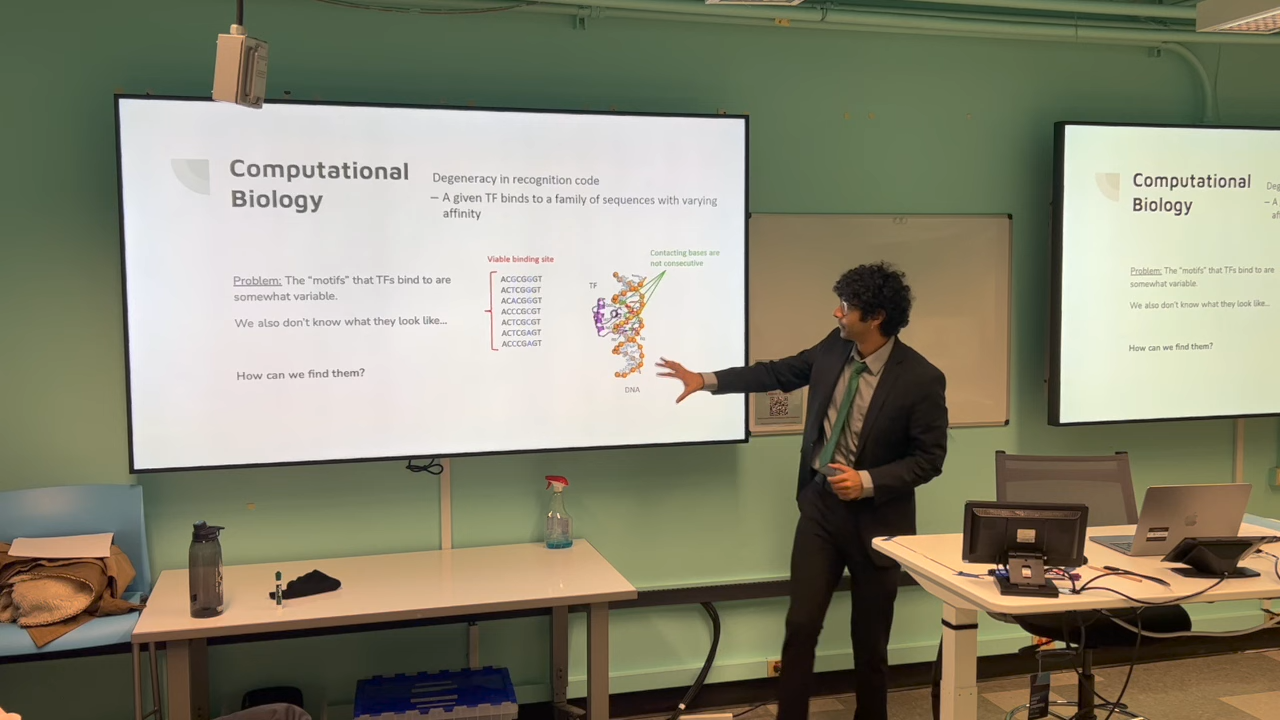 Computational
Biology
Degeneracy in recognition code
– A given TF binds to a family of sequences with varying
affinity
Problem: The "motifs" that TFs bind to are
somewhat variable.
We also don't know what they look like...
How can we find them?
Viable binding site
ACGCGGGT
ACTCGGGT
ACACGGGT
ACCCGCGT
ACTCGCGT
ACTCGAGT
ACCCGAGT
Contacting bases are
not consecutive
TF
DNA
Computational
Biology
De
– A
af
Problem: The "motifs" that TFs bind to are
somewhat variable.
We also don't know what they look like...
How can we find them?